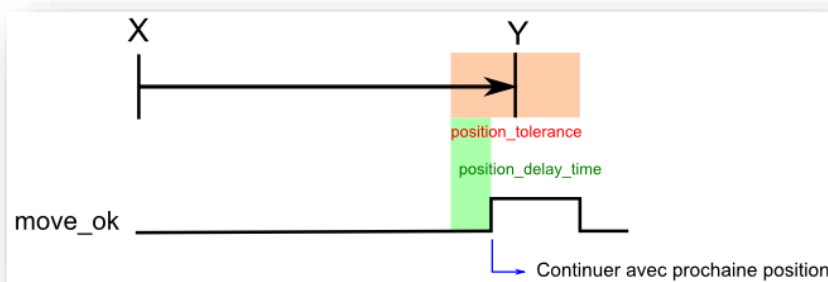 X
Y
position_tolerance
position_delay_time
move_ok
Continuer avec prochaine position